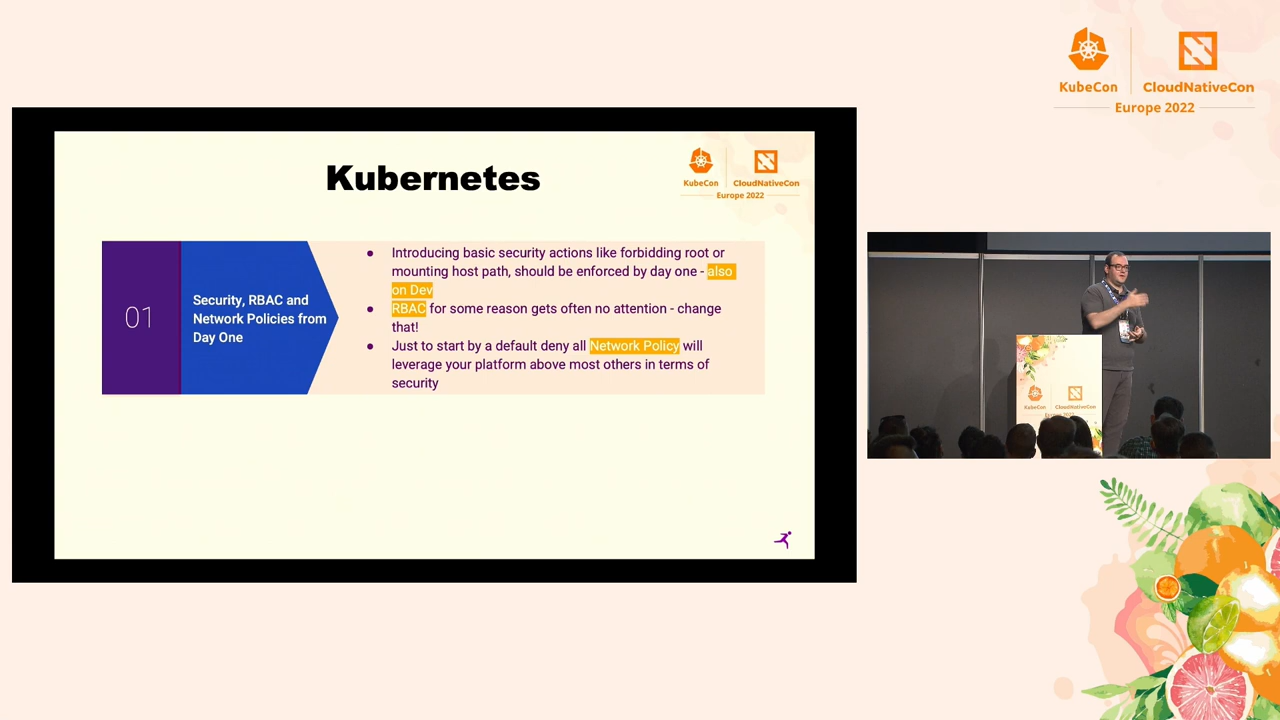 KubeCon
CloudNativeCon
Europe 2022
Kubernetes
KubeCon
CloudNativeCon
Europe 2022
01
Security, RBAC and
Network Policies from
Day One
● Introducing basic security actions like forbidding root or
mounting host path, should be enforced by day one - also
on Dev
● RBAC for some reason gets often no attention - change
that!
● Just to start by a default deny all Network Policy will
leverage your platform above most others in terms of
security
KubeCon
CloudNativeCon